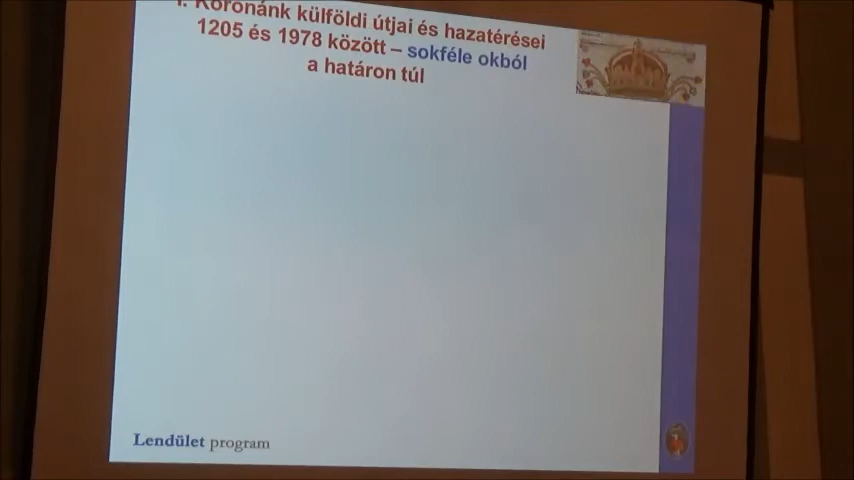 I. Koronánk külföldi útjai és hazatérései
1205 és 1978 között – sokféle okból
a határon túl
Lendület program